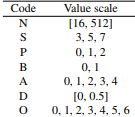 Code Value scale
N [16, 512]
S 3, 5, 7
P 0, 1, 2
B 0, 1
A 0, 1, 2, 3, 4
D [0, 0.5]
O 0, 1, 2, 3, 4, 5, 6